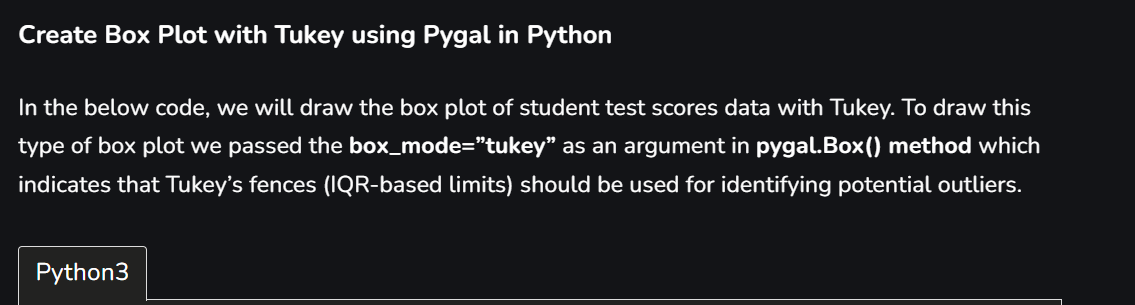 Create Box Plot with Tukey using Pygal in Python
In the below code, we will draw the box plot of student test scores data with Tukey. To draw this
type of box plot we passed the box_mode=”tukey” as an argument in pygal.Box() method which
indicates that Tukey’s fences (IQR-based limits) should be used for identifying potential outliers.
Python3